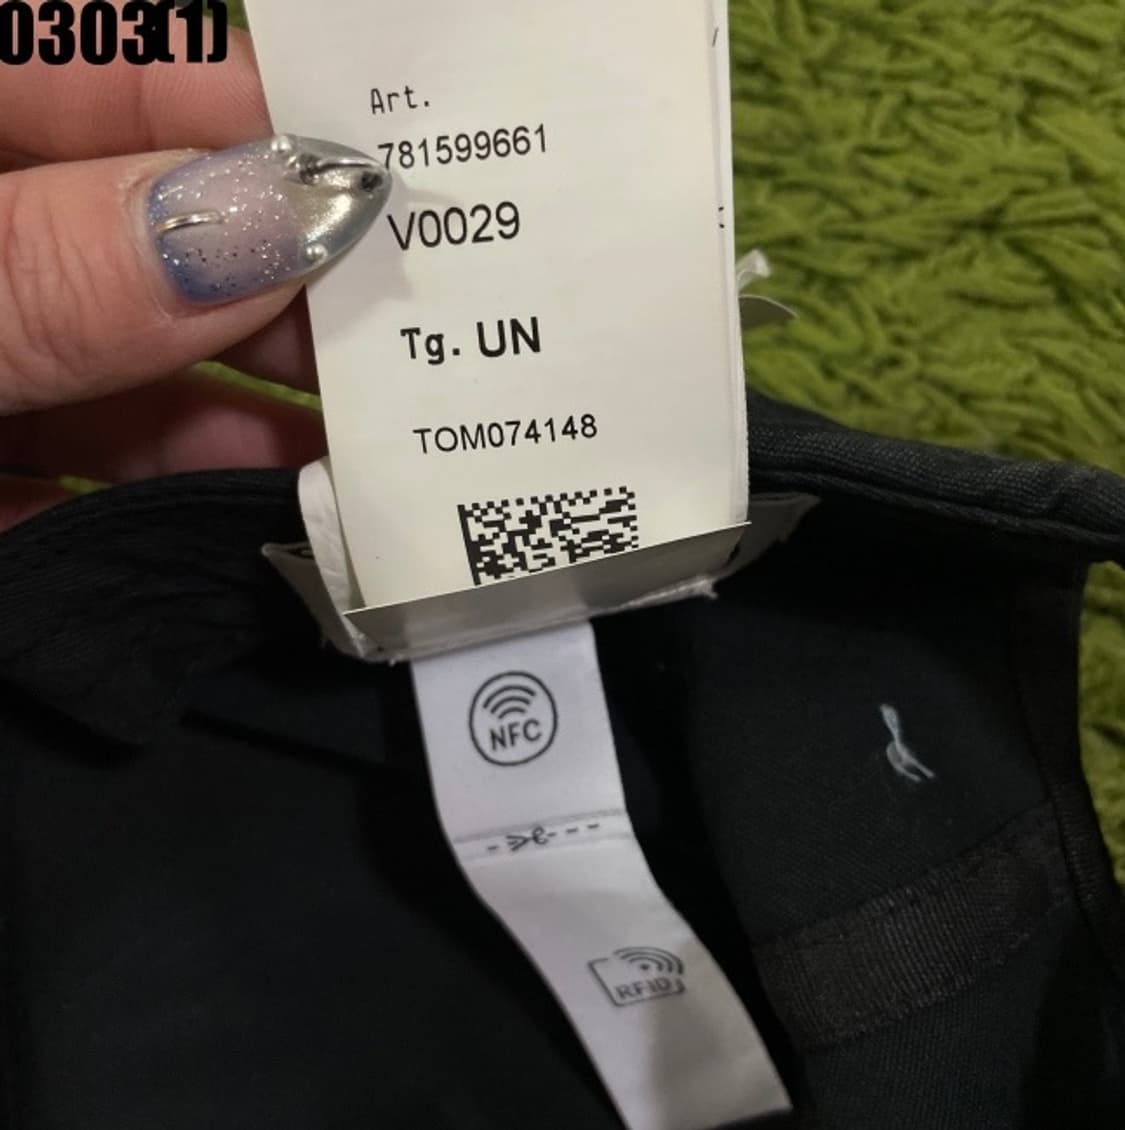 0303(1)
Art.
781599661
V0029
Tg. UN
TOM074148
NFC
RFID